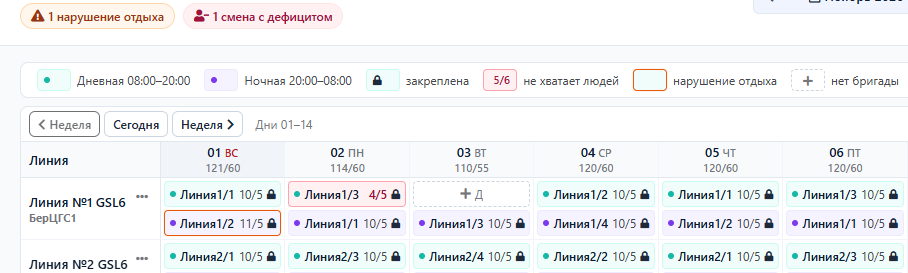 1 нарушение отдыха 1 смена с дефицитом
Дневная 08:00–20:00 Ночная 20:00–08:00 закреплена 5/6 не хватает людей нарушение отдыха нет бригады
Неделя Сегодня Неделя Дни 01–14
Линия 01 ВС 02 ПН 03 ВТ 04 СР 05 ЧТ 06 ПТ
121/60 114/60 110/55 120/60 120/60 120/60
Линия №1 GSL6 ••• Линия1/1 10/5 Линия1/3 4/5 + Д Линия1/2 10/5 Линия1/1 10/5 Линия1/3 10/5
БерЦГС1 Линия1/2 11/5 Линия1/1 10/5 Линия1/3 10/5 Линия1/4 10/5 Линия1/2 10/5 Линия1/1 10/5
Линия №2 GSL6 ••• Линия2/1 10/5 Линия2/3 10/5 Линия2/4 10/5 Линия2/2 10/5 Линия2/1 10/5 Линия2/3 10/5